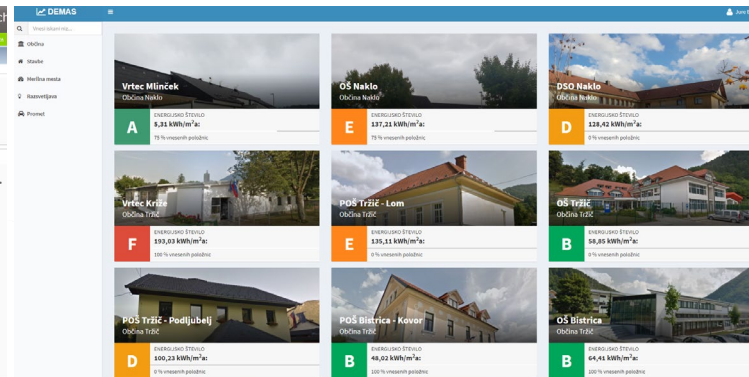 DEMAS
Vnesi iskani niz...
Občina
Stavbe
Merilna mesta
Razsvetljava
Promet
Vrtec Mlinček
Občina Naklo
A
ENERGIJSKO ŠTEVILO
5,31 kWh/m²a:
75 % vnesenih položnic
OŠ Naklo
Občina Naklo
E
ENERGIJSKO ŠTEVILO
137,21 kWh/m²a:
75 % vnesenih položnic
DSO Naklo
Občina Naklo
D
ENERGIJSKO ŠTEVILO
128,42 kWh/m²a:
0 % vnesenih položnic
Vrtec Križe
Občina Tržič
F
ENERGIJSKO ŠTEVILO
193,03 kWh/m²a:
100 % vnesenih položnic
POŠ Tržič - Lom
Občina Tržič
E
ENERGIJSKO ŠTEVILO
135,11 kWh/m²a:
0 % vnesenih položnic
OŠ Tržič
Občina Tržič
B
ENERGIJSKO ŠTEVILO
58,85 kWh/m²a:
0 % vnesenih položnic
POŠ Tržič - Podljubelj
Občina Tržič
D
ENERGIJSKO ŠTEVILO
100,23 kWh/m²a:
0 % vnesenih položnic
POŠ Bistrica - Kovor
Občina Tržič
B
ENERGIJSKO ŠTEVILO
48,02 kWh/m²a:
100 % vnesenih položnic
OŠ Bistrica
Občina Tržič
B
ENERGIJSKO ŠTEVILO
64,41 kWh/m²a:
100 % vnesenih položnic